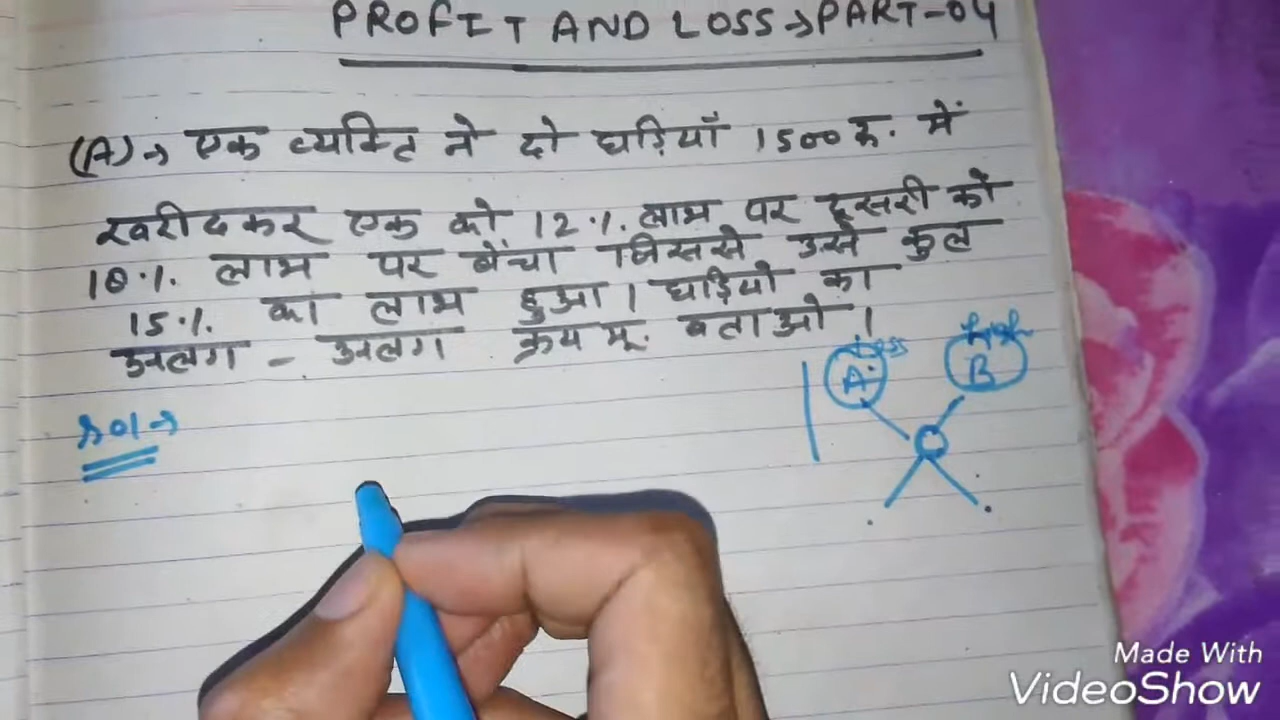 PROFIT AND LOSS→PART-04
(A)→ एक व्यक्ति ने दो घड़ियाँ 1500 रु. में
खरीदकर एक को 12% लाभ पर दूसरी को
18% लाभ पर बेंचा जिससे उसे कुल
15% का लाभ हुआ। घड़ियो का
अलग - अलग क्रय मू. बताओ।
A
B
Sol→
Made With
VideoShow